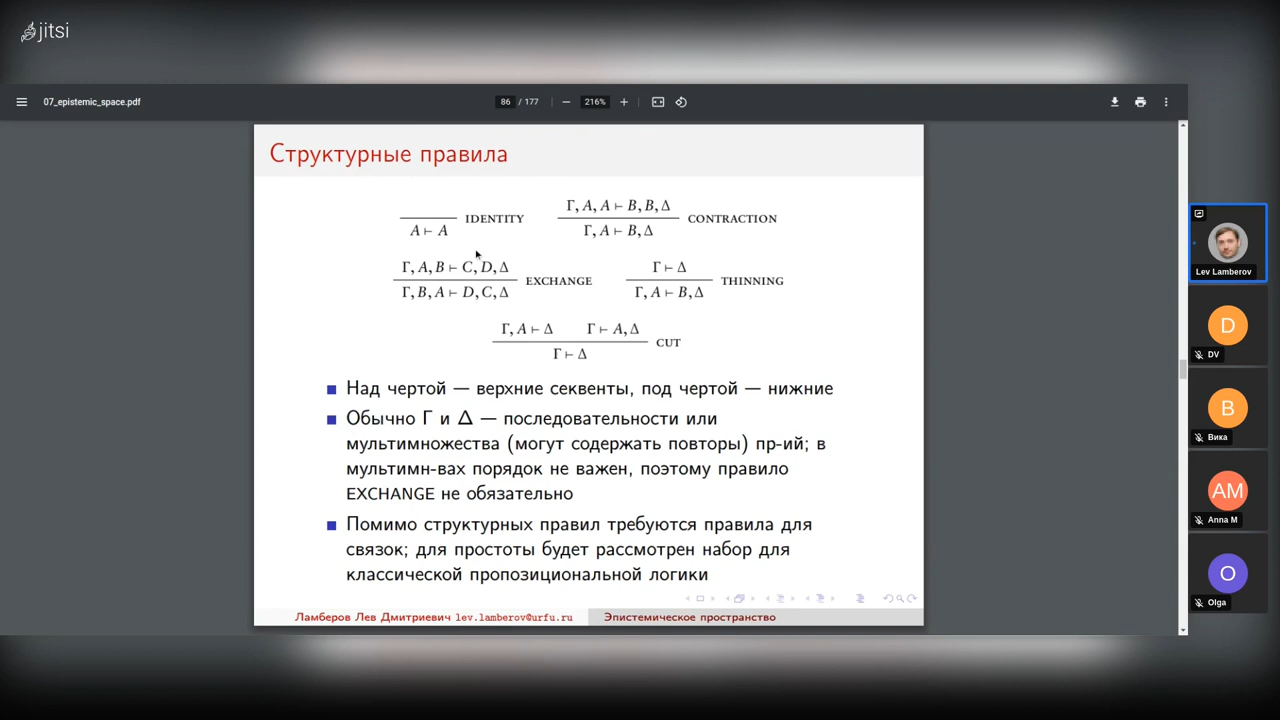 jitsi
07_epistemic_space.pdf
86 / 177
216%
Структурные правила
A ⊢ A IDENTITY
Γ, A, A ⊢ B, B, Δ
Γ, A ⊢ B, Δ CONTRACTION
Γ, A, B ⊢ C, D, Δ
Γ, B, A ⊢ D, C, Δ EXCHANGE
Γ ⊢ Δ
Γ, A ⊢ B, Δ THINNING
Γ, A ⊢ Δ Γ ⊢ A, Δ
Γ ⊢ Δ CUT
Над чертой — верхние секвенты, под чертой — нижние
Обычно Γ и Δ — последовательности или
мультимножества (могут содержать повторы) пр-ий; в
мультимн-вах порядок не важен, поэтому правило
EXCHANGE не обязательно
Помимо структурных правил требуются правила для
связок; для простоты будет рассмотрен набор для
классической пропозициональной логики
Ламберов Лев Дмитриевич lev.lamberov@urfu.ru
Эпистемическое пространство
Lev Lamberov
D
DV
B
Вика
AM
Anna M
O
Olga